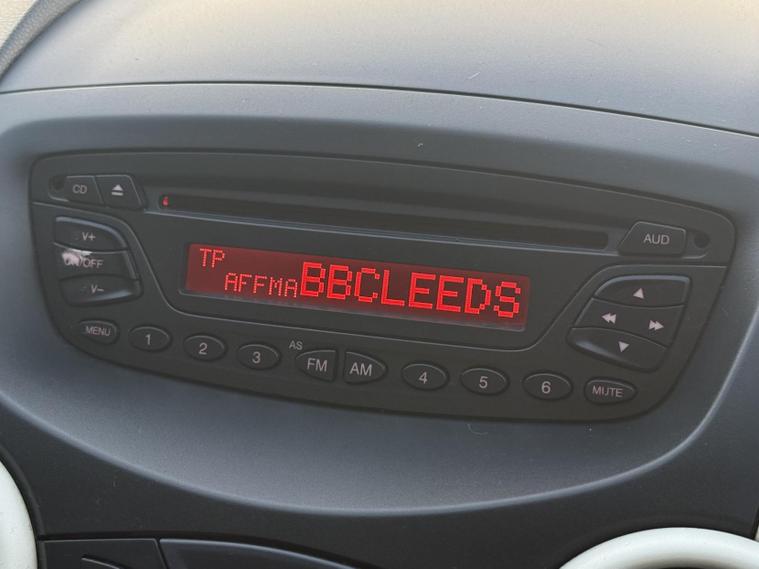 CD
AUD
V+
ON/OFF
V−
TP
AFFMA BBCLEEDS
MENU
1
2
3
AS
FM
AM
4
5
6
MUTE